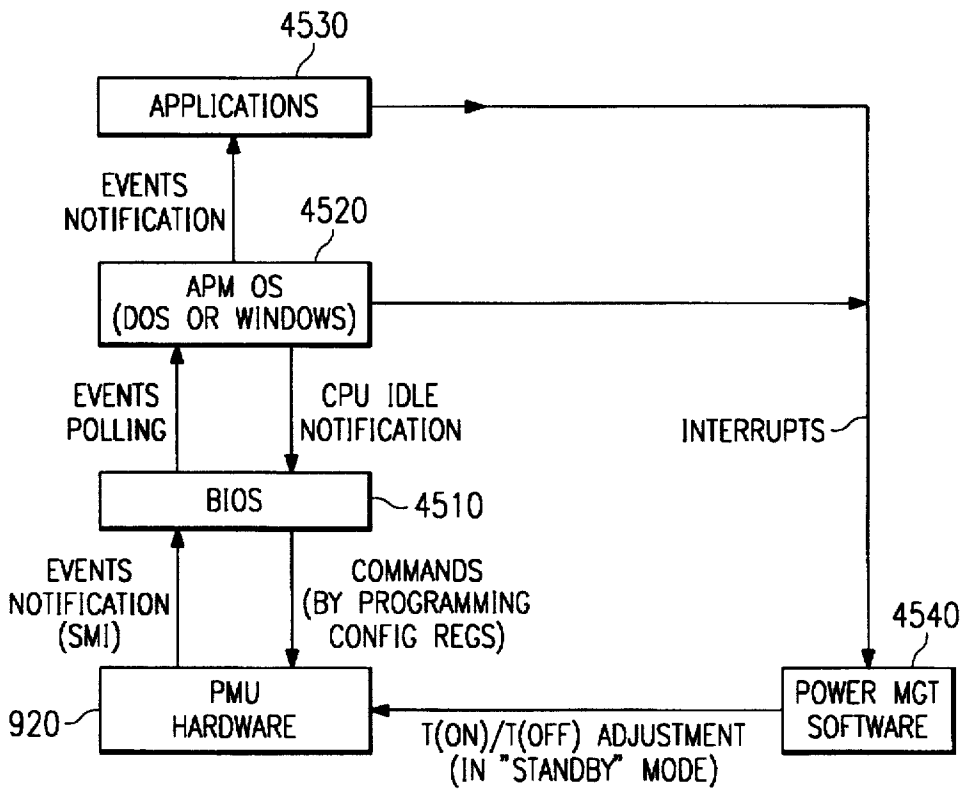 4530
APPLICATIONS
EVENTS
NOTIFICATION
4520
APM OS
(DOS OR WINDOWS)
EVENTS
POLLING
CPU IDLE
NOTIFICATION
INTERRUPTS
BIOS
4510
EVENTS
NOTIFICATION
(SMI)
COMMANDS
(BY PROGRAMMING
CONFIG REGS)
4540
920
PMU
HARDWARE
POWER MGT
SOFTWARE
T(ON)/T(OFF) ADJUSTMENT
(IN "STANDBY" MODE)